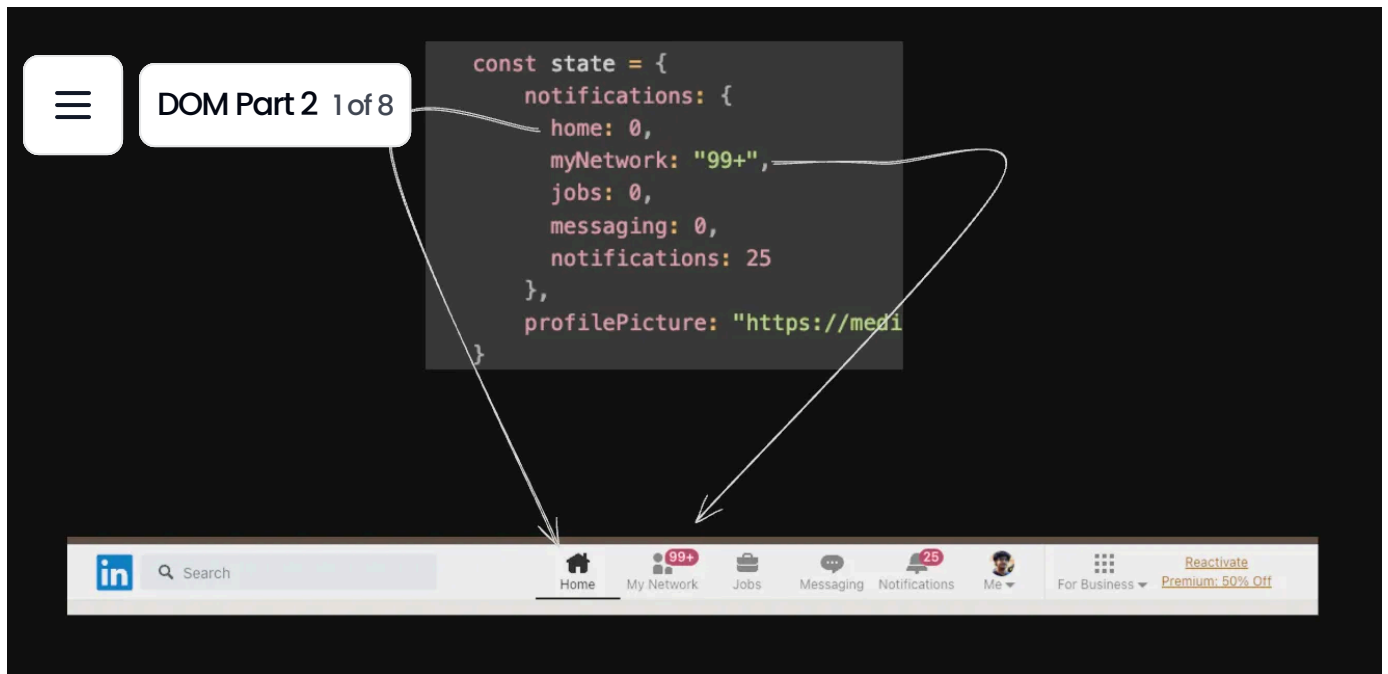 DOM Part 2 1 of 8
const state = {
notifications: {
home: 0,
myNetwork: "99+",
jobs: 0,
messaging: 0,
notifications: 25
},
profilePicture: "https://medi
}
in
Search
Home
99+
My Network
Jobs
Messaging
25
Notifications
Me
For Business
Reactivate
Premium: 50% Off